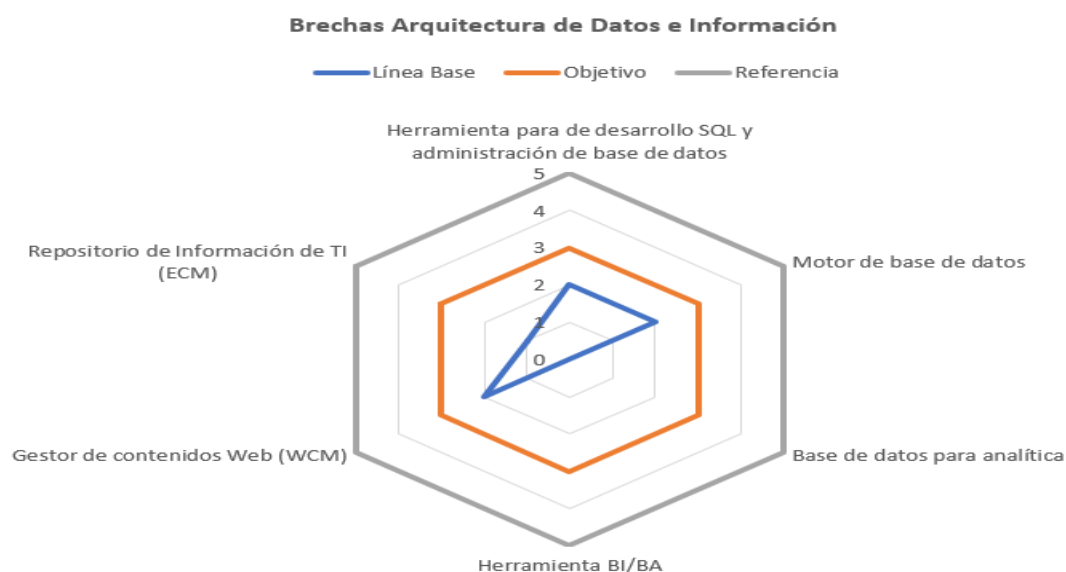 Brechas Arquitectura de Datos e Información
Línea Base
Objetivo
Referencia
Herramienta para de desarrollo SQL y
administración de base de datos
5
4
3
2
1
0
Repositorio de Información de TI
(ECM)
Motor de base de datos
Gestor de contenidos Web (WCM)
Base de datos para analítica
Herramienta BI/BA